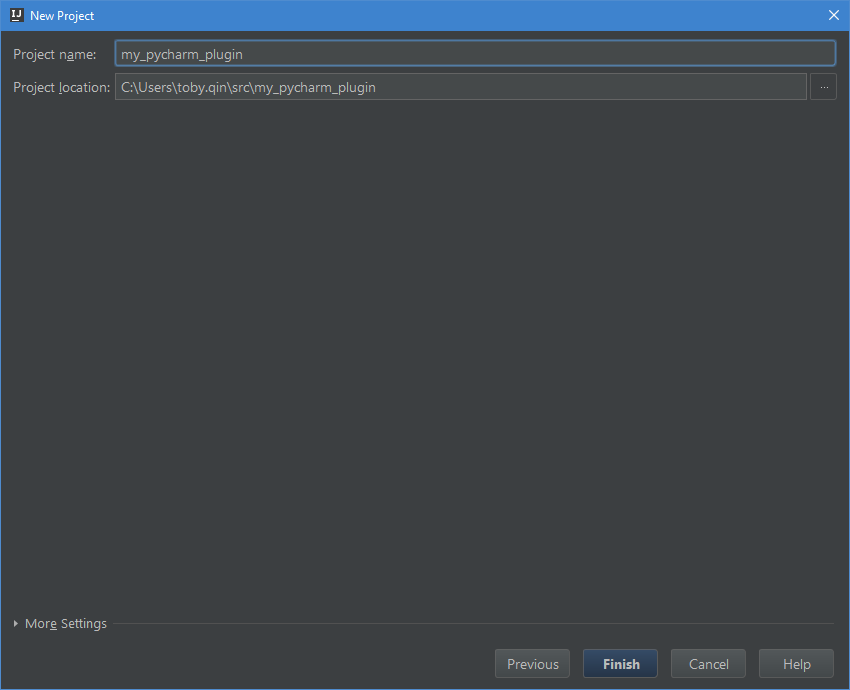 IJ New Project
Project name: my_pycharm_plugin
Project location: C:\Users\toby.qin\src\my_pycharm_plugin ...
More Settings
Previous Finish Cancel Help